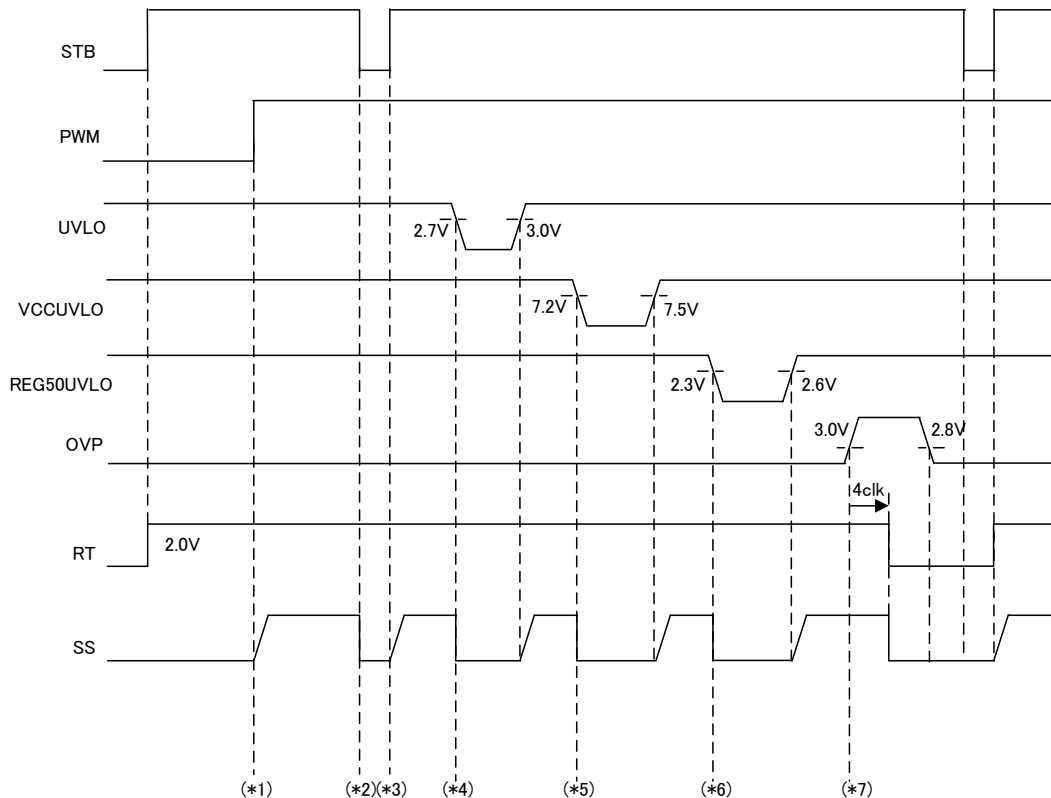 STB
PWM
UVLO
2.7V
3.0V
VCCUVLO
7.2V
7.5V
REG50UVLO
2.3V
2.6V
OVP
3.0V
2.8V
4clk
RT
2.0V
SS
(*1) (*2)(*3) (*4) (*5) (*6) (*7)